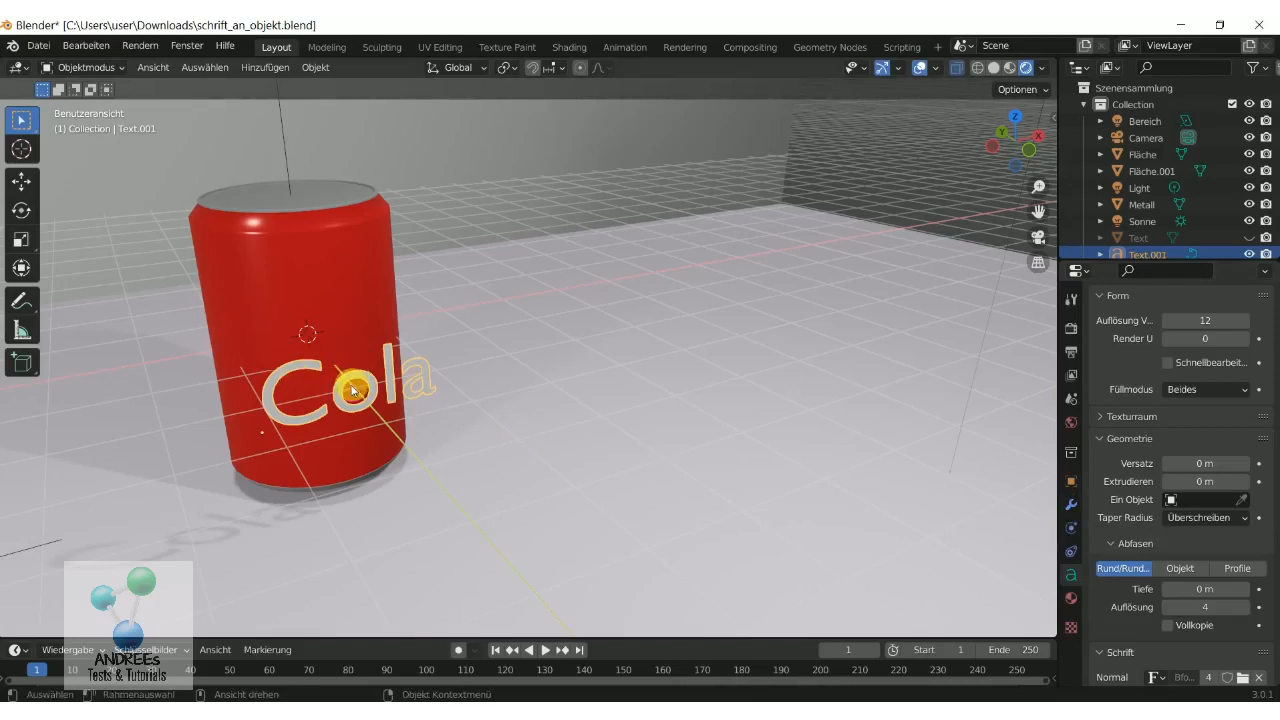 Blender* [C:\Users\user\Downloads\schrift_an_objekt.blend]
Datei Bearbeiten Rendern Fenster Hilfe Layout Modeling Sculpting UV Editing Texture Paint Shading Animation Rendering Compositing Geometry Nodes Scripting + Scene ViewLayer
Objektmodus Ansicht Auswählen Hinzufügen Objekt Global
Optionen
Benutzeransicht
(1) Collection | Text.001
Z
Y
X
Szenensammlung
Collection
Bereich
Camera
Fläche
Fläche.001
Light
Metall
Sonne
Text
Text.001
Cola
Form
Auflösung V... 12
Render U 0
Schnellbearbeit...
Füllmodus Beides
Texturraum
Geometrie
Versatz 0 m
Extrudieren 0 m
Ein Objekt
Taper Radius Überschreiben
Abfasen
Rund/Rund... Objekt Profile
Tiefe 0 m
Auflösung 4
Vollkopie
Schrift
Normal F Bfo... 4
Wiedergabe Schlüsselbilder Ansicht Markierung 1 Start 1 Ende 250
1 10 20 30 40 50 60 70 80 90 100 110 120 130 140 150 160 170 180 190 200 210 220 230 240 250
ANDREEs
Tests & Tutorials
Auswählen Rahmenauswahl Ansicht drehen Objekt Kontextmenü 3.0.1